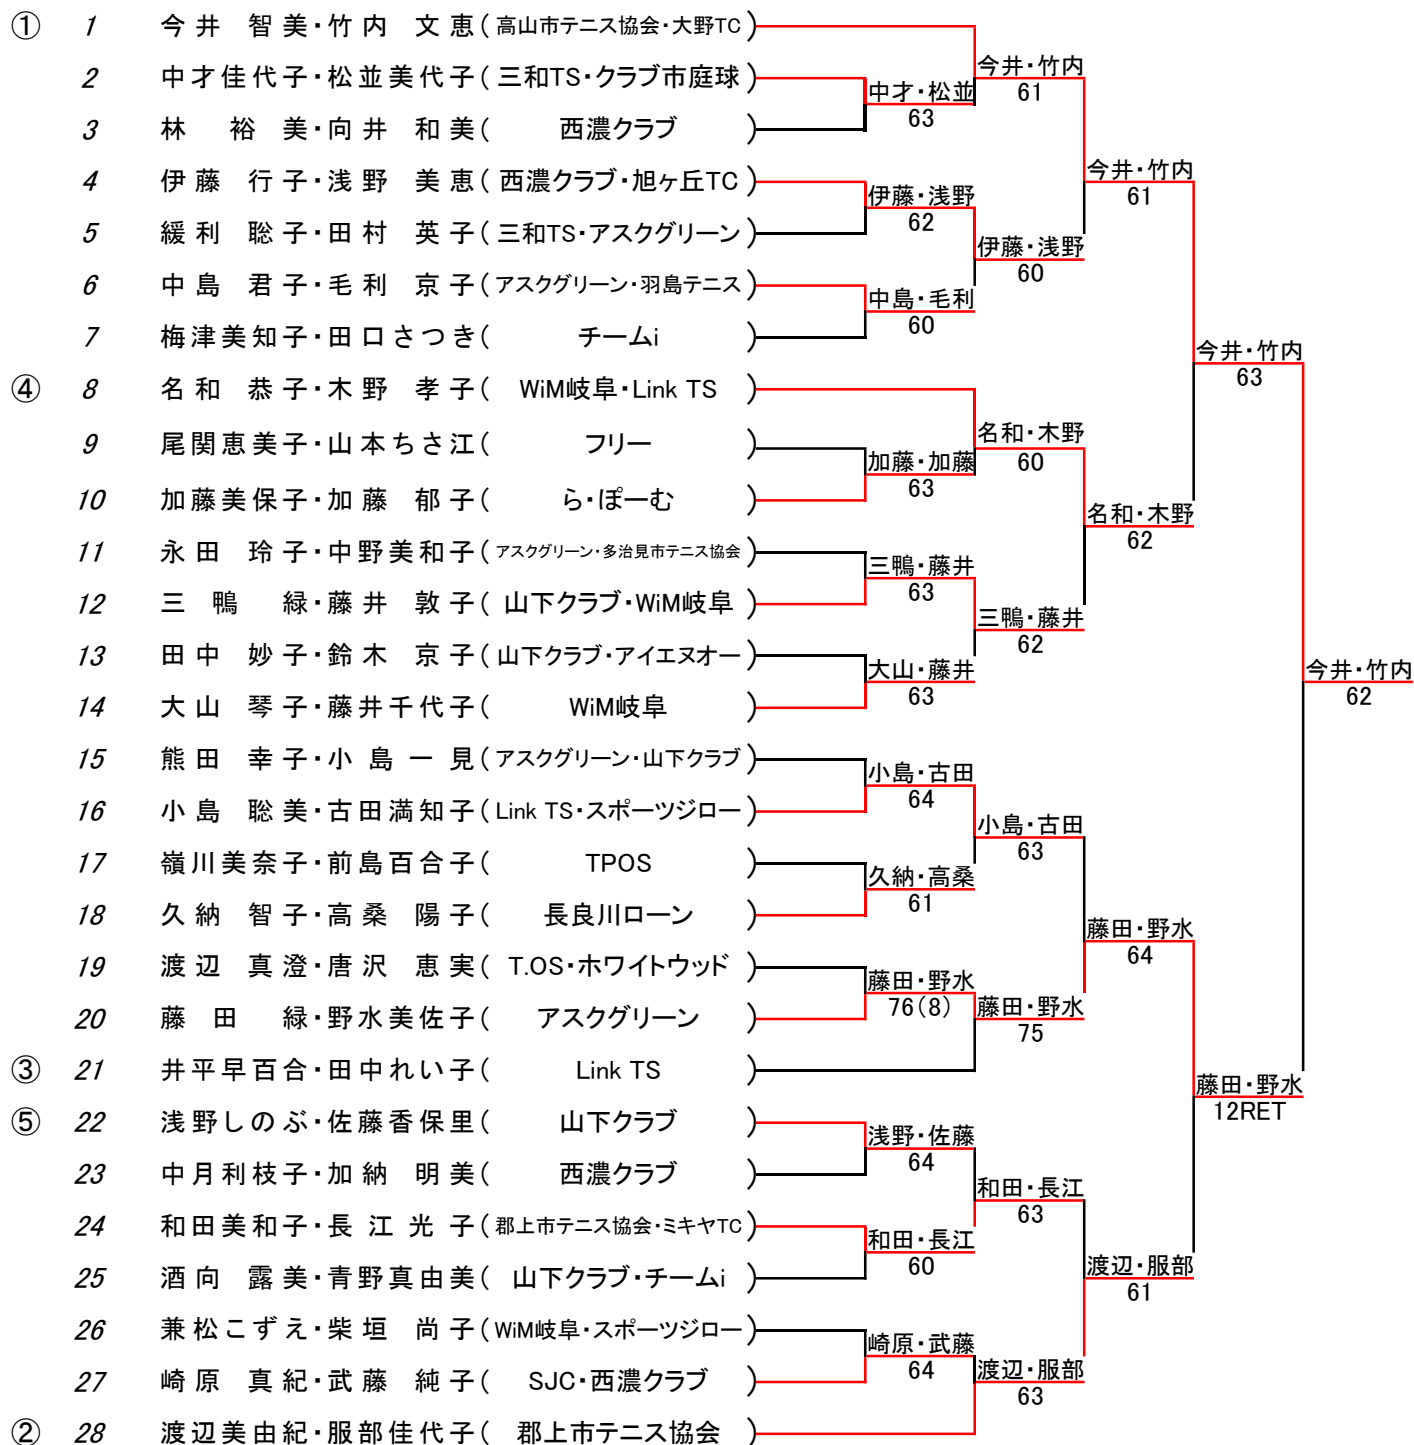 ① 1 今井 智美・竹内 文恵(高山市テニス協会・大野TC)
2 中才佳代子・松並美代子(三和TS・クラブ市庭球)
3 林 裕美・向井 和美(西濃クラブ)
4 伊藤 行子・浅野 美恵(西濃クラブ・旭ヶ丘TC)
5 緩利 聡子・田村 英子(三和TS・アスクグリーン)
6 中島 君子・毛利 京子(アスクグリーン・羽島テニス)
7 梅津美知子・田口さつき(チームi)
④ 8 名和 恭子・木野 孝子(WiM岐阜・Link TS)
9 尾関恵美子・山本ちさ江(フリー)
10 加藤美保子・加藤 郁子(ら・ぽーむ)
11 永田 玲子・中野美和子(アスクグリーン・多治見市テニス協会)
12 三鴨 緑・藤井 敦子(山下クラブ・WiM岐阜)
13 田中 妙子・鈴木 京子(山下クラブ・アイエヌオー)
14 大山 琴子・藤井千代子(WiM岐阜)
15 熊田 幸子・小島一見(アスクグリーン・山下クラブ)
16 小島 聡美・古田満知子(Link TS・スポーツジロー)
17 嶺川美奈子・前島百合子(TPOS)
18 久納 智子・高桑 陽子(長良川ローン)
19 渡辺 真澄・唐沢 恵実(T.OS・ホワイトウッド)
20 藤田 緑・野水美佐子(アスクグリーン)
③ 21 井平早百合・田中れい子(Link TS)
⑤ 22 浅野しのぶ・佐藤香保里(山下クラブ)
23 中月利枝子・加納 明美(西濃クラブ)
24 和田美和子・長江光子(郡上市テニス協会・ミキヤTC)
25 酒向 露美・青野真由美(山下クラブ・チームi)
26 兼松こずえ・柴垣 尚子(WiM岐阜・スポーツジロー)
27 崎原 真紀・武藤 純子(SJC・西濃クラブ)
② 28 渡辺美由紀・服部佳代子(郡上市テニス協会)
中才・松並
63
伊藤・浅野
62
中島・毛利
60
加藤・加藤
63
三鴨・藤井
63
大山・藤井
63
小島・古田
64
久納・高桑
61
藤田・野水
76(8)
浅野・佐藤
64
和田・長江
60
崎原・武藤
64
今井・竹内
61
伊藤・浅野
60
名和・木野
60
三鴨・藤井
62
小島・古田
63
藤田・野水
75
和田・長江
63
渡辺・服部
63
今井・竹内
61
名和・木野
62
藤田・野水
64
渡辺・服部
61
今井・竹内
63
藤田・野水
12RET
今井・竹内
62